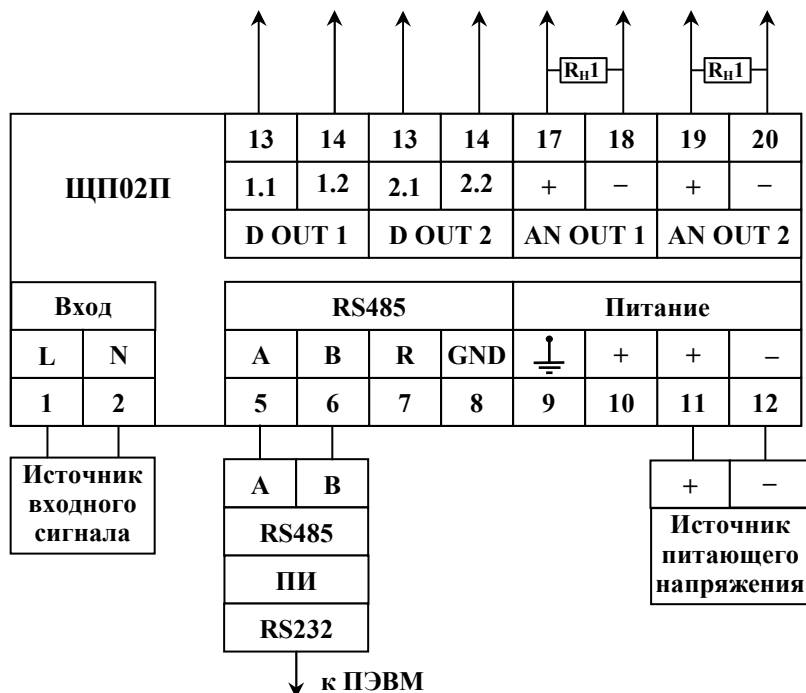 Rн1 Rн1
13 14 13 14 17 18 19 20
ЩП02П
1.1 1.2 2.1 2.2 + – + –
D OUT 1 D OUT 2 AN OUT 1 AN OUT 2
Вход RS485 Питание
L N A B R GND + + –
1 2 5 6 7 8 9 10 11 12
Источник
входного
сигнала
A B
RS485
ПИ
RS232
к ПЭВМ
+ –
Источник
питающего
напряжения